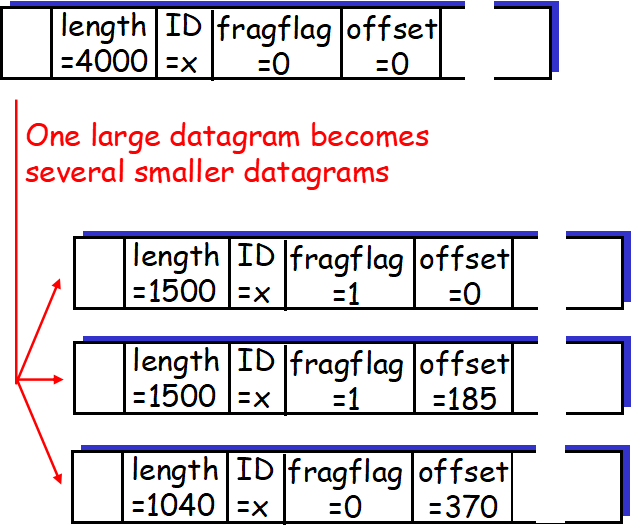 length ID fragflag offset
=4000 =x =0 =0
One large datagram becomes
several smaller datagrams
length ID fragflag offset
=1500 =x =1 =0
length ID fragflag offset
=1500 =x =1 =185
length ID fragflag offset
=1040 =x =0 =370